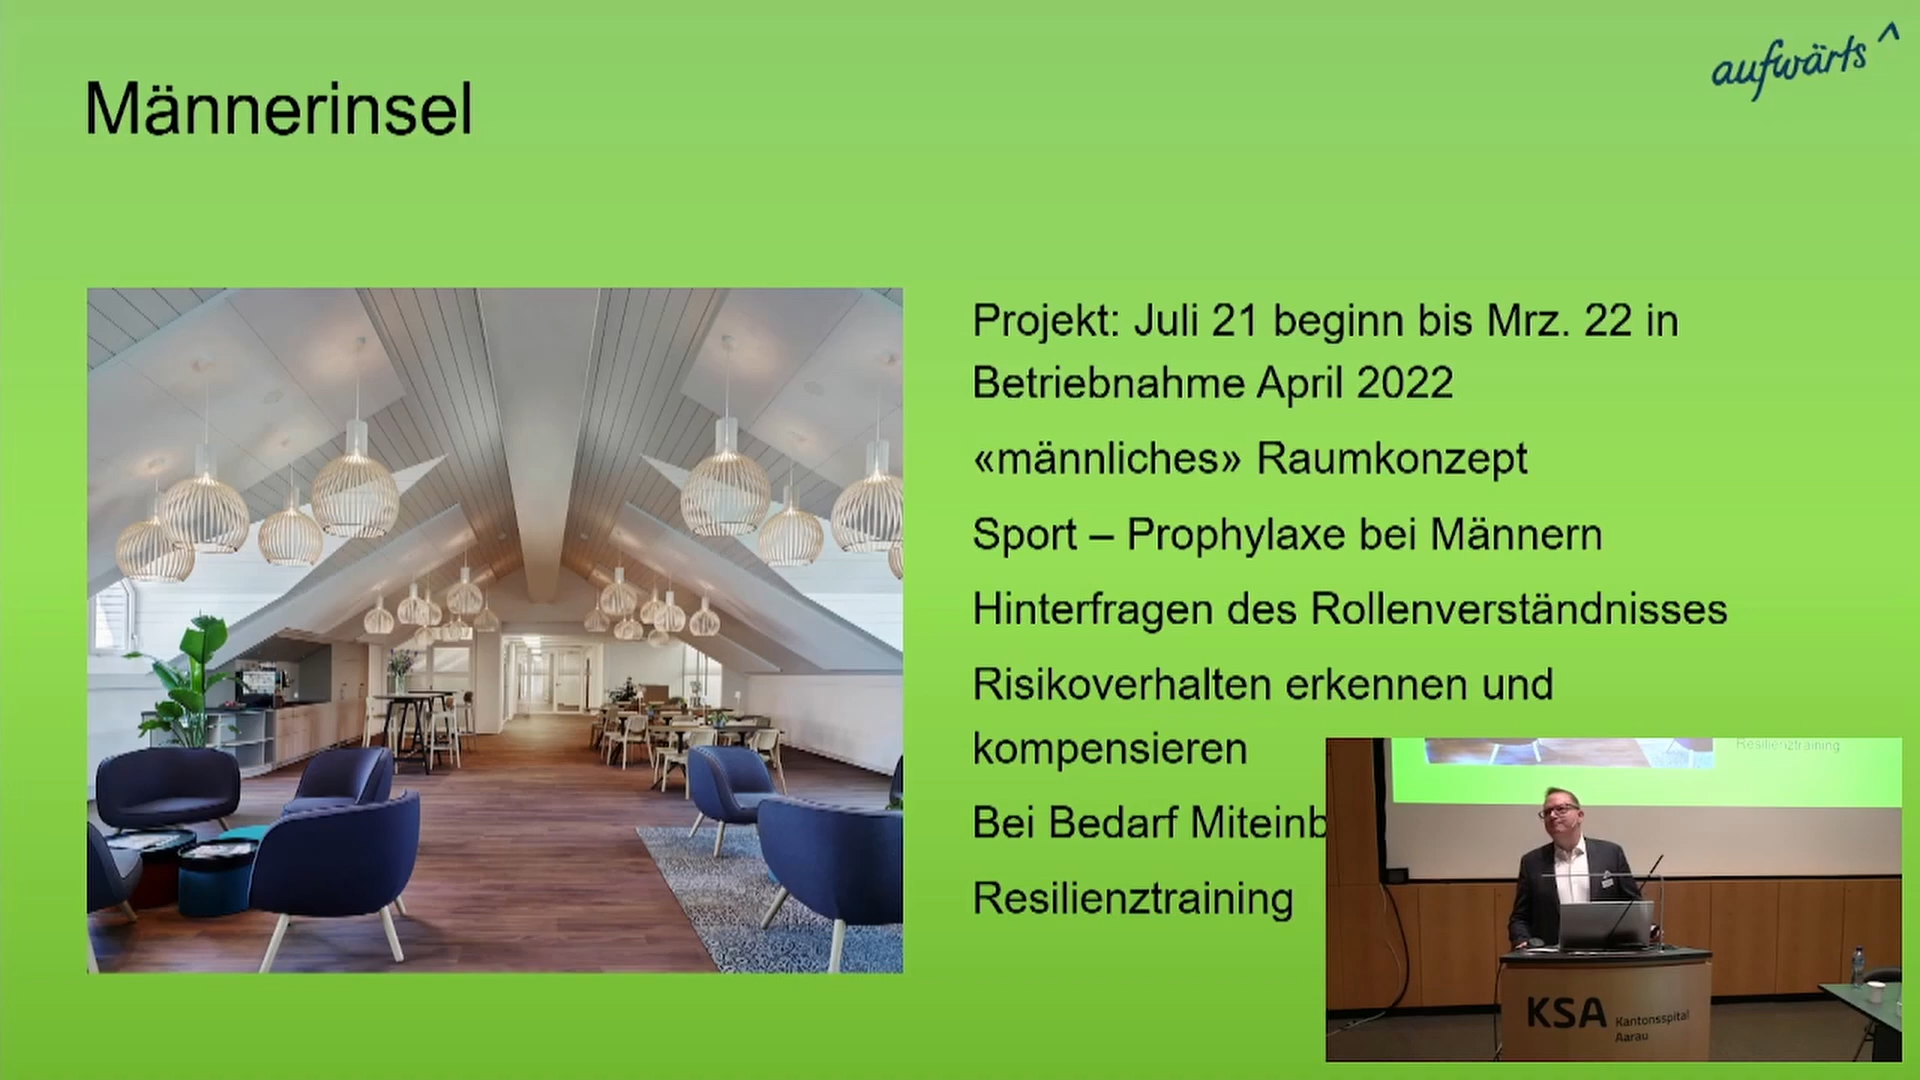 aufwärts ^
Männerinsel
Projekt: Juli 21 beginn bis Mrz. 22 in
Betriebnahme April 2022
«männliches» Raumkonzept
Sport – Prophylaxe bei Männern
Hinterfragen des Rollenverständnisses
Risikoverhalten erkennen und
kompensieren
Bei Bedarf
Resilienztraining
Resilienztraining
KSA Kantonsspital
Aarau